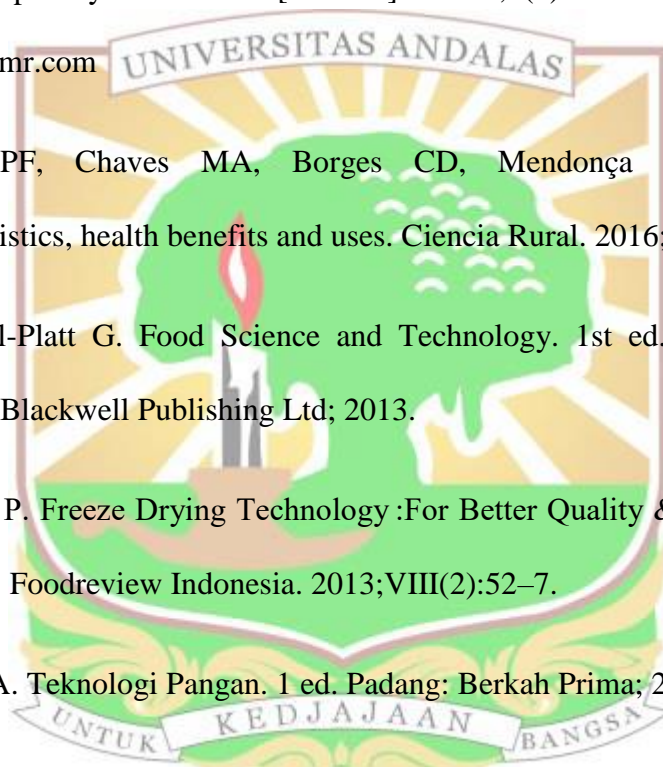 UNIVERSITAS ANDALAS
mr.com
PF, Chaves MA, Borges CD, Mendonça
istics, health benefits and uses. Ciencia Rural. 2016:
l-Platt G. Food Science and Technology. 1st ed.
Blackwell Publishing Ltd; 2013.
P. Freeze Drying Technology :For Better Quality &
Foodreview Indonesia. 2013;VIII(2):52–7.
A. Teknologi Pangan. 1 ed. Padang: Berkah Prima; 2
UNTUK KEDJAJAAN BANGSA